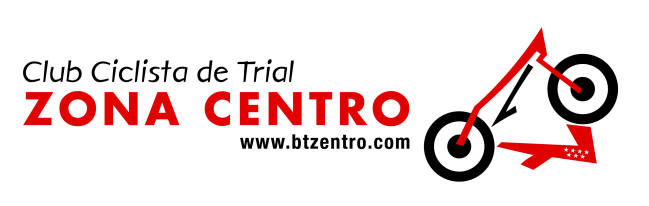 Club Ciclista de Trial
ZONA CENTRO
www.btzentro.com